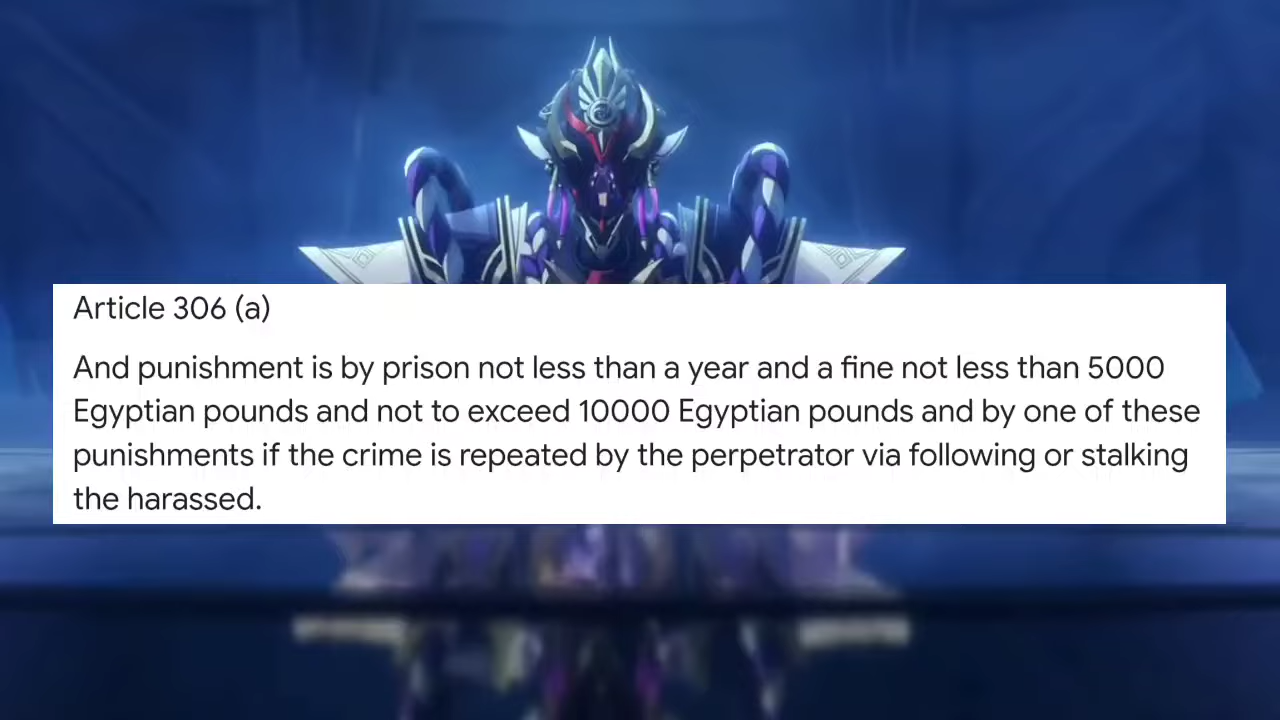 Article 306 (a)
And punishment is by prison not less than a year and a fine not less than 5000
Egyptian pounds and not to exceed 10000 Egyptian pounds and by one of these
punishments if the crime is repeated by the perpetrator via following or stalking
the harassed.